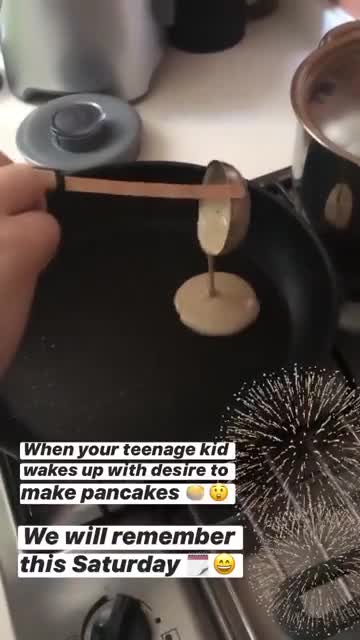 When your teenage kid
wakes up with desire to
make pancakes 🥞😲
We will remember
this Saturday 🗓😄